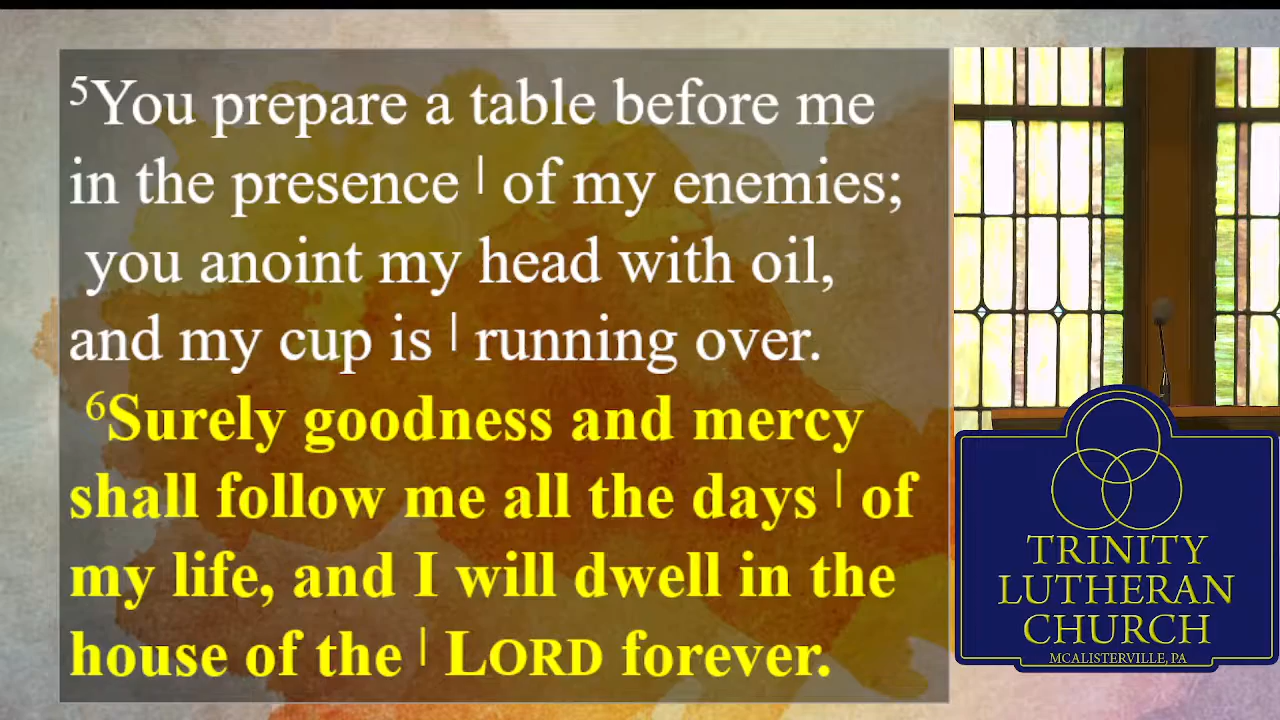 ⁵You prepare a table before me
in the presence | of my enemies;
you anoint my head with oil,
and my cup is | running over.
⁶Surely goodness and mercy
shall follow me all the days | of
my life, and I will dwell in the
house of the | LORD forever.
TRINITY
LUTHERAN
CHURCH
MCALISTERVILLE, PA